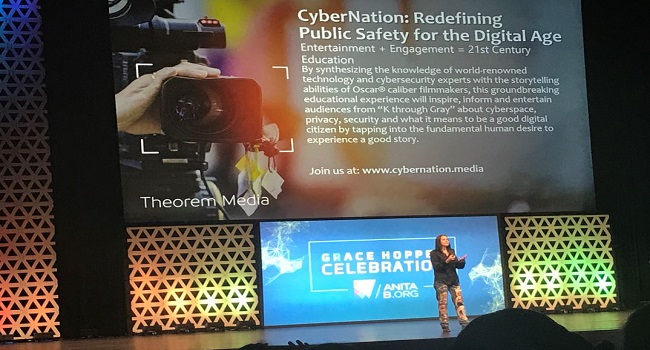 CyberNation: Redefining
Public Safety for the Digital Age
Entertainment + Engagement = 21st Century
Education
By synthesizing the knowledge of world-renowned
technology and cybersecurity experts with the storytelling
abilities of Oscar® caliber filmmakers, this groundbreaking
educational experience will inspire, inform and entertain
audiences from "K through Gray" about cyberspace,
privacy, security and what it means to be a good digital
citizen by tapping into the fundamental human desire to
experience a good story.
Join us at: www.cybernation.media
Theorem Media
GRACE HOPPE
CELEBRATION
ANITA
B.ORG